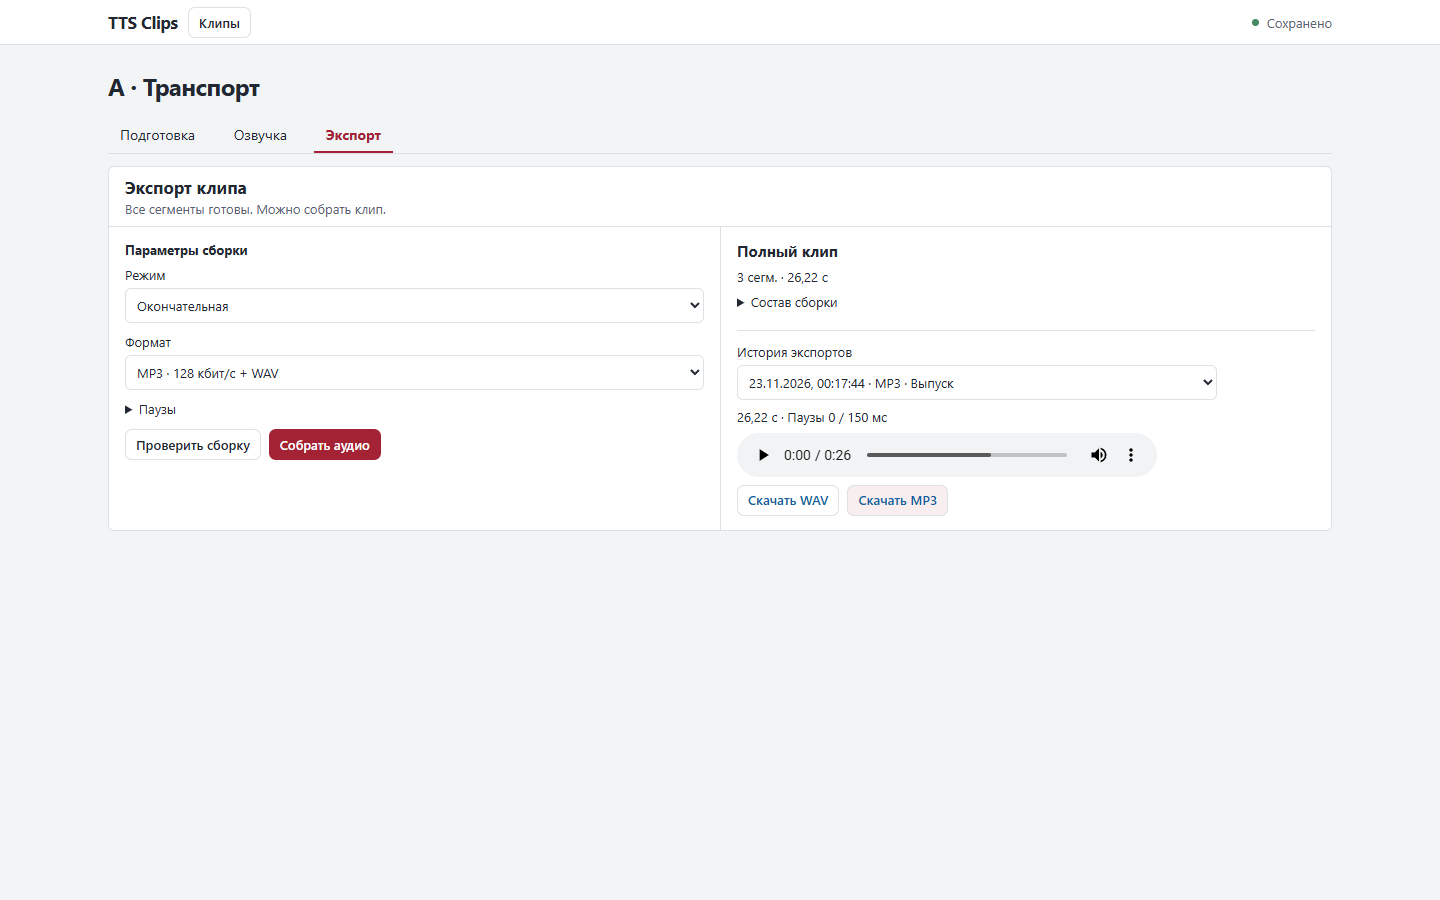 TTS Clips
Клипы
Сохранено
А · Транспорт
Подготовка
Озвучка
Экспорт
Экспорт клипа
Все сегменты готовы. Можно собрать клип.
Параметры сборки
Режим
Окончательная
Формат
MP3 · 128 кбит/с + WAV
Паузы
Проверить сборку
Собрать аудио
Полный клип
3 сегм. · 26,22 с
Состав сборки
История экспортов
23.11.2026, 00:17:44 · MP3 · Выпуск
26,22 с · Паузы 0 / 150 мс
0:00 / 0:26
Скачать WAV
Скачать MP3